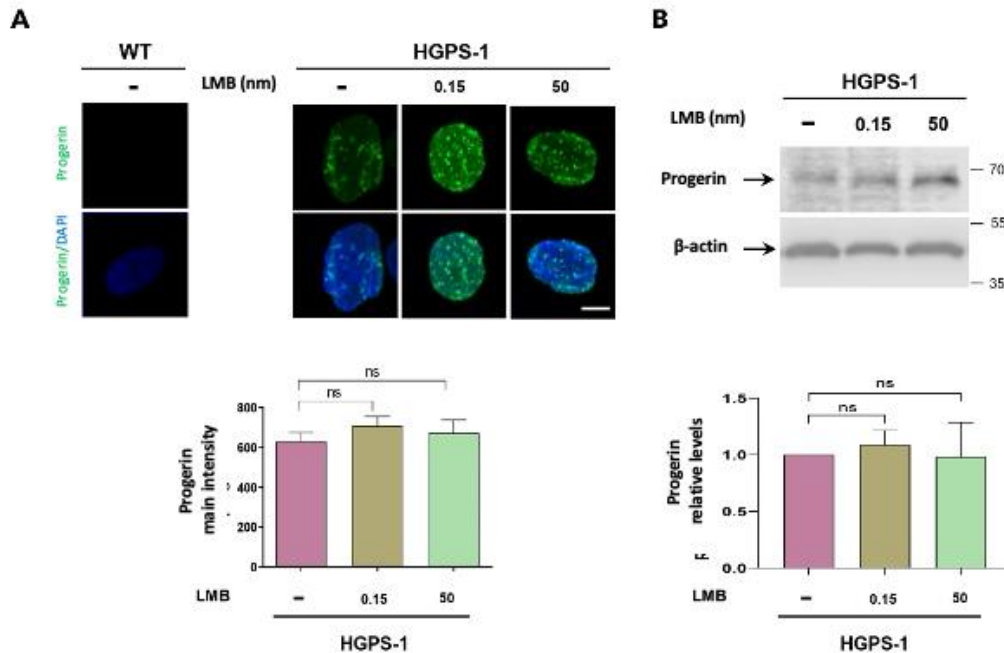 A
WT
HGPS-1
–
LMB (nm)
–
0.15
50
Progerin
Progerin/DAPI
ns
ns
800
600
400
200
0
Progerin
main intensity
LMB
–
0.15
50
HGPS-1
B
HGPS-1
LMB (nm)
–
0.15
50
Progerin
70
55
β-actin
35
ns
ns
1.5
1.0
0.5
0.0
Progerin
relative levels
LMB
–
0.15
50
HGPS-1